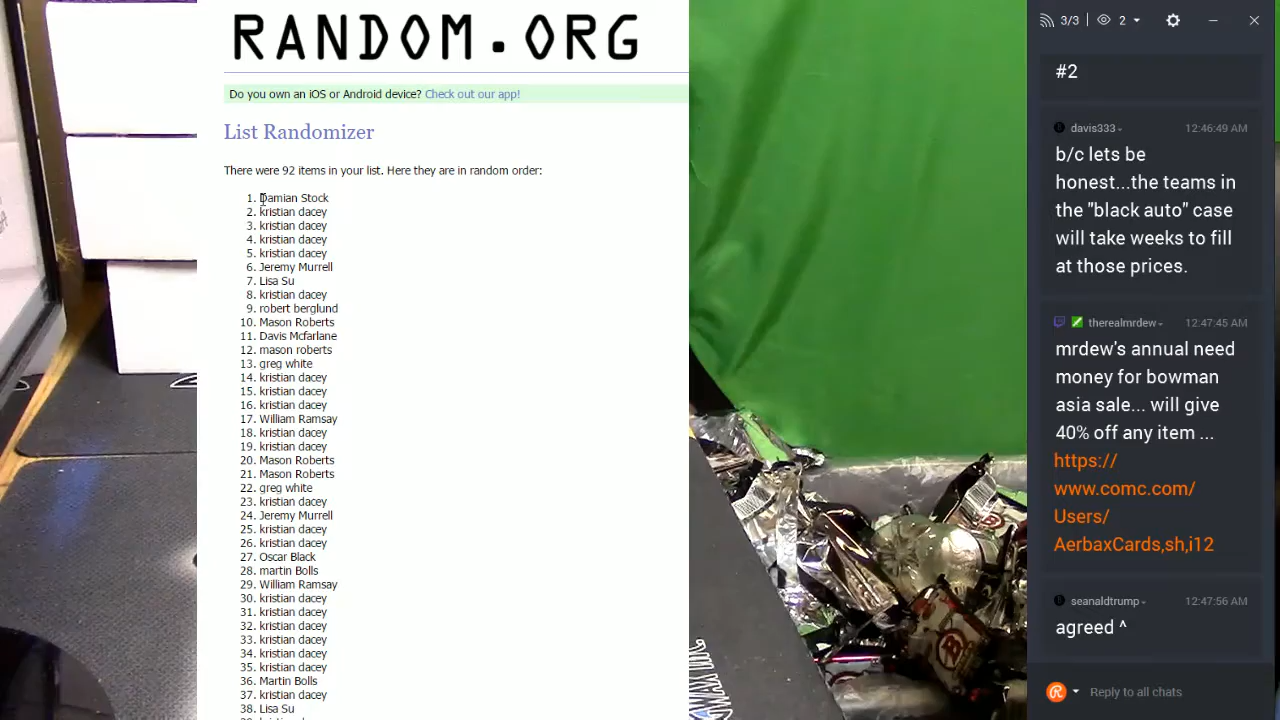 RANDOM.ORG
Do you own an iOS or Android device? Check out our app!
List Randomizer
There were 92 items in your list. Here they are in random order:
1. Damian Stock
2. kristian dacey
3. kristian dacey
4. kristian dacey
5. kristian dacey
6. Jeremy Murrell
7. Lisa Su
8. kristian dacey
9. robert berglund
10. Mason Roberts
11. Davis Mcfarlane
12. mason roberts
13. greg white
14. kristian dacey
15. kristian dacey
16. kristian dacey
17. William Ramsay
18. kristian dacey
19. kristian dacey
20. Mason Roberts
21. Mason Roberts
22. greg white
23. kristian dacey
24. Jeremy Murrell
25. kristian dacey
26. kristian dacey
27. Oscar Black
28. martin Bolls
29. William Ramsay
30. kristian dacey
31. kristian dacey
32. kristian dacey
33. kristian dacey
34. kristian dacey
35. kristian dacey
36. Martin Bolls
37. kristian dacey
38. Lisa Su
3/3 2
#2
davis333 12:46:49 AM
b/c lets be
honest...the teams in
the "black auto" case
will take weeks to fill
at those prices.
therealmrdew 12:47:45 AM
mrdew's annual need
money for bowman
asia sale... will give
40% off any item ...
https://
www.comc.com/
Users/
AerbaxCards,sh,i12
seanaldtrump 12:47:56 AM
agreed ^
Reply to all chats